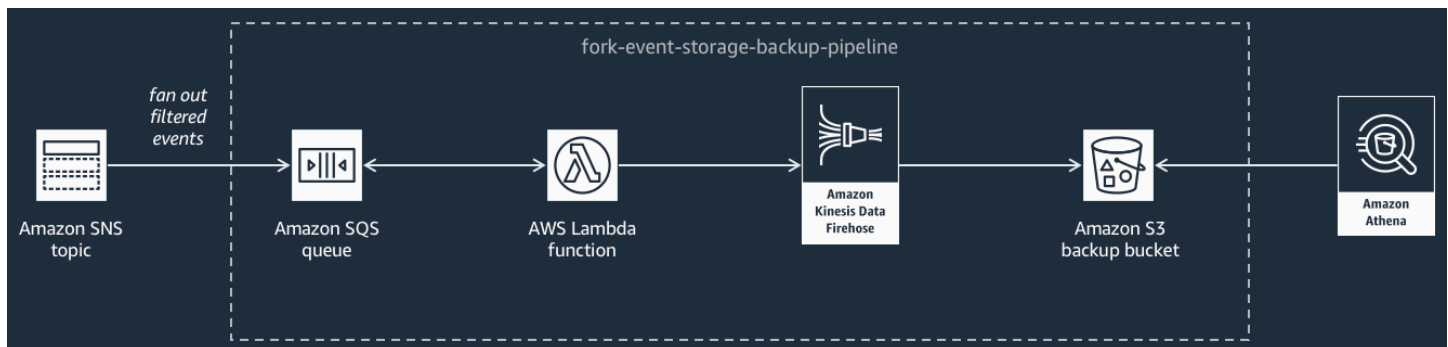 fork-event-storage-backup-pipeline
fan out
filtered
events
Amazon SNS
topic
Amazon SQS
queue
AWS Lambda
function
Amazon
Kinesis Data
Firehose
Amazon S3
backup bucket
Amazon
Athena